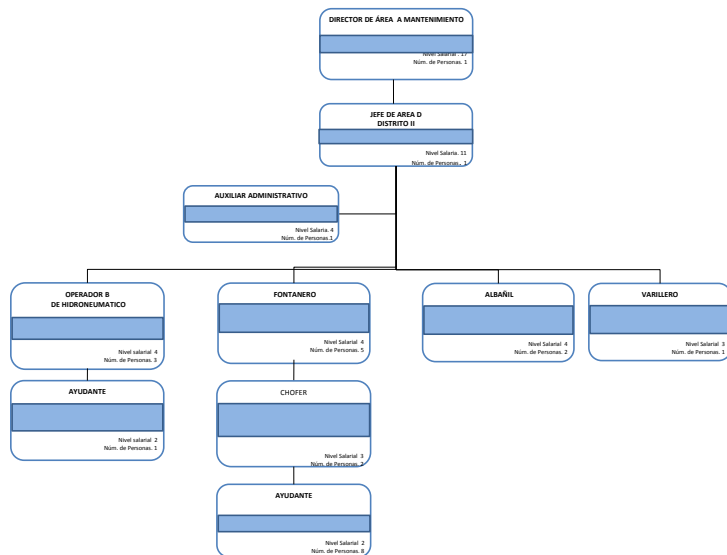 DIRECTOR DE ÁREA A MANTENIMIENTO
Nivel Salarial . 17
Núm. de Personas. 1
JEFE DE AREA D
DISTRITO II
Nivel Salaria. 11
Núm. de Personas.. 1
AUXILIAR ADMINISTRATIVO
Nivel Salaria. 4
Núm. de Personas.1
OPERADOR B
DE HIDRONEUMATICO
Nivel salarial 4
Núm. de Personas. 3
FONTANERO
Nivel Salarial 4
Núm. de Personas. 5
ALBAÑIL
Nivel Salarial 4
Núm. de Personas. 2
VARILLERO
Nivel Salarial 3
Núm. de Personas. 1
AYUDANTE
Nivel salarial 2
Núm. de Personas. 1
CHOFER
Nivel Salarial 3
Núm. de Personas. 2
AYUDANTE
Nivel Salarial 2
Núm. de Personas. 8